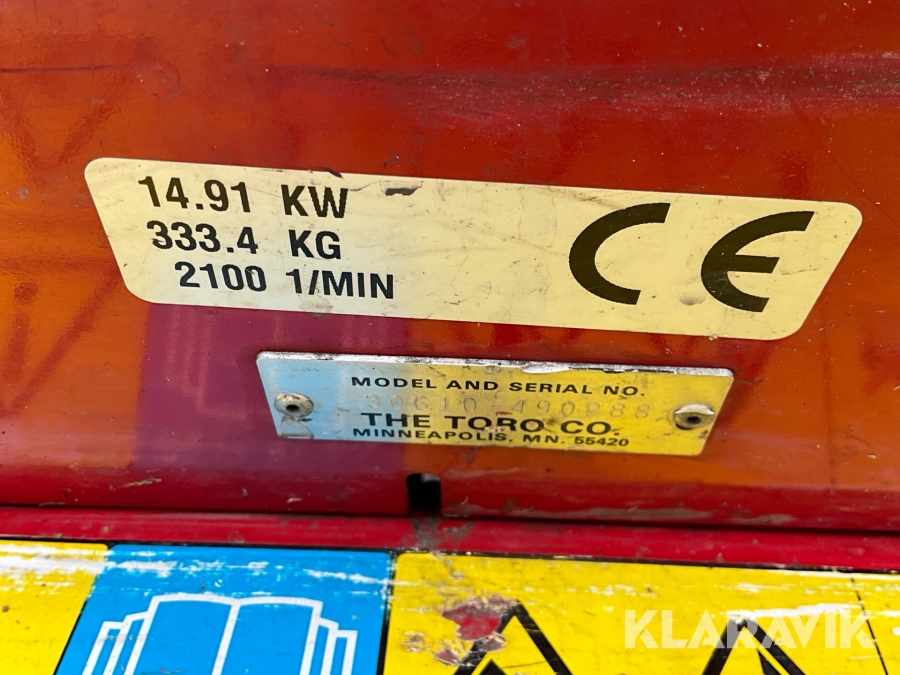 14.91 KW
333.4 KG
2100 1/MIN
CE
MODEL AND SERIAL NO.
THE TORO CO.
MINNEAPOLIS, MN. 55420
KLARAVIK